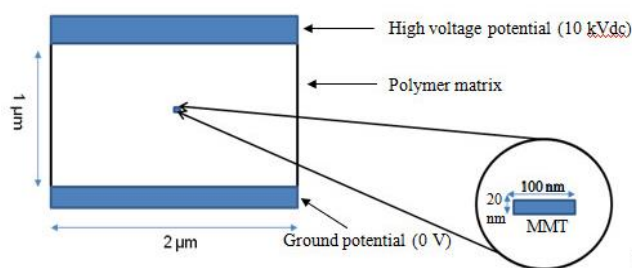 High voltage potential (10 kVdc)
Polymer matrix
1 μm
100 nm
20
nm
MMT
Ground potential (0 V)
2 μm